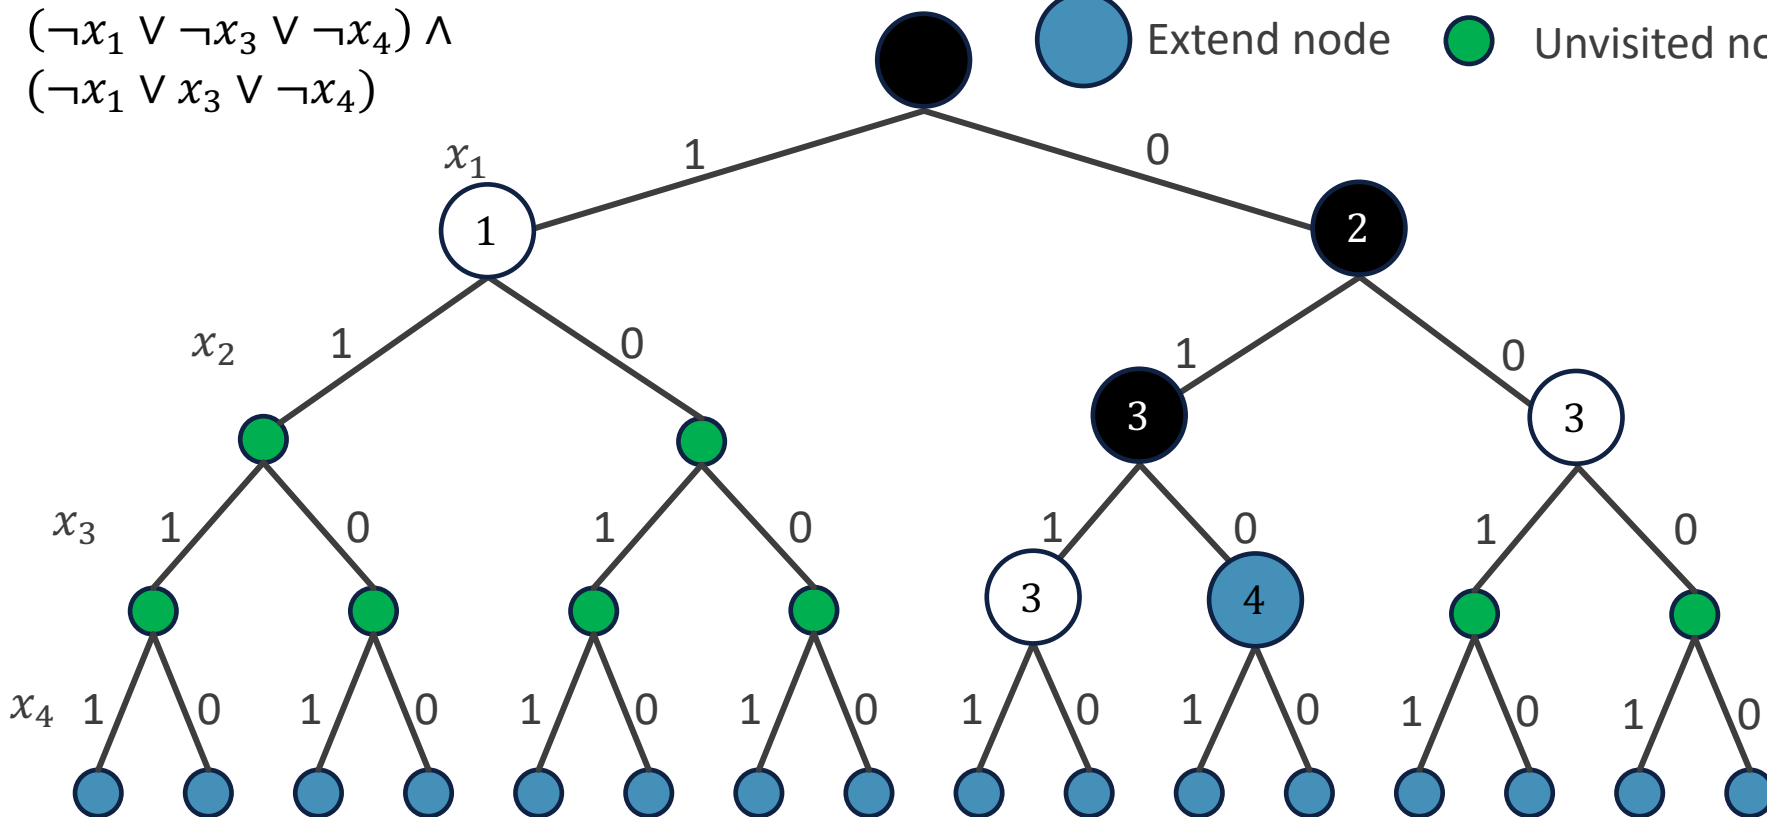 (¬x₁ ∨ ¬x₃ ∨ ¬x₄) ∧
(¬x₁ ∨ x₃ ∨ ¬x₄)
Extend node
Unvisited
x₁ 1 0
1 2
x₂ 1 0 1 0
3 3
x₃ 1 0 1 0 1 0 1 0
3 4
x₄ 1 0 1 0 1 0 1 0 1 0 1 0 1 0 1 0